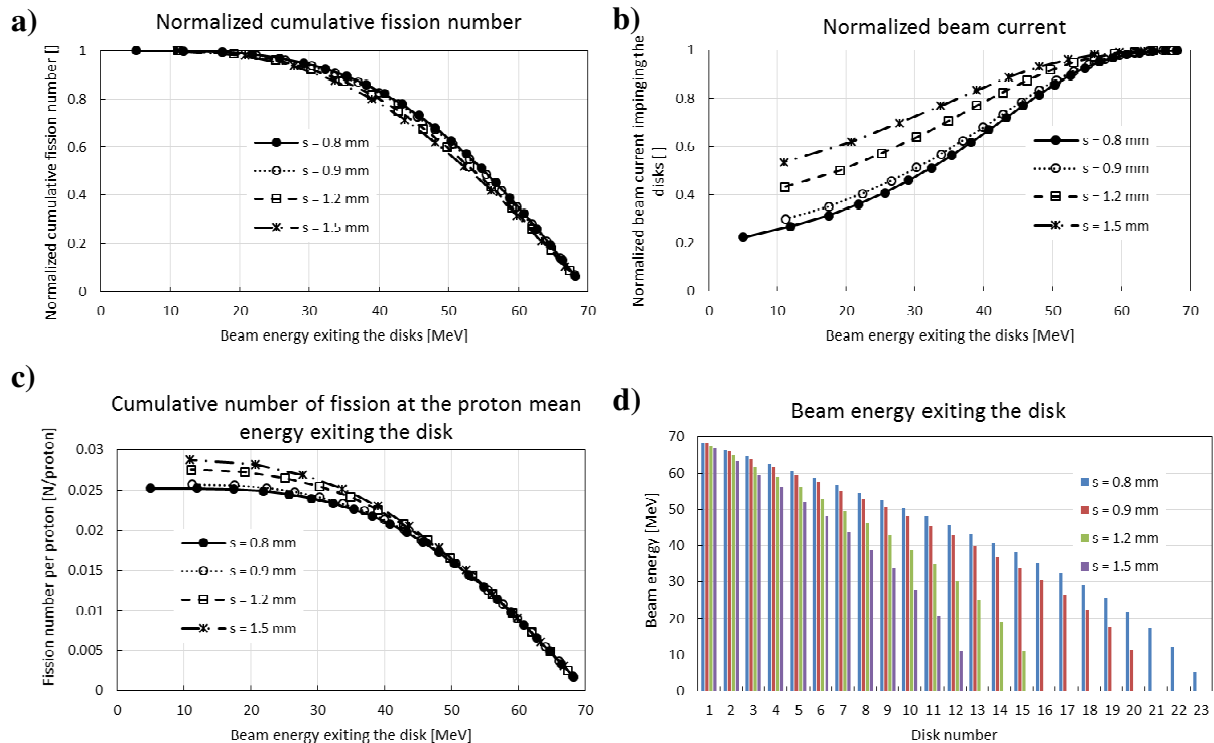 a)
Normalized cumulative fission number
Normalized cumulative fission number []
1
0.8
0.6
0.4
0.2
0
s = 0.8 mm
s = 0.9 mm
s = 1.2 mm
s = 1.5 mm
0 10 20 30 40 50 60 70
Beam energy exiting the disks [MeV]
b)
Normalized beam current
Normalized beam current impinging the
disks [ ]
1
0.8
0.6
0.4
0.2
0
s = 0.8 mm
s = 0.9 mm
s = 1.2 mm
s = 1.5 mm
0 10 20 30 40 50 60 70
Beam energy exiting the disks [MeV]
c)
Cumulative number of fission at the proton mean
energy exiting the disk
Fission number per proton [N/proton]
0.03
0.025
0.02
0.015
0.01
0.005
0
s = 0.8 mm
s = 0.9 mm
s = 1.2 mm
s = 1.5 mm
0 10 20 30 40 50 60 70
Beam energy exiting the disk [MeV]
d)
Beam energy exiting the disk
Beam energy [MeV]
70
60
50
40
30
20
10
0
s = 0.8 mm
s = 0.9 mm
s = 1.2 mm
s = 1.5 mm
1 2 3 4 5 6 7 8 9 10 11 12 13 14 15 16 17 18 19 20 21 22 23
Disk number